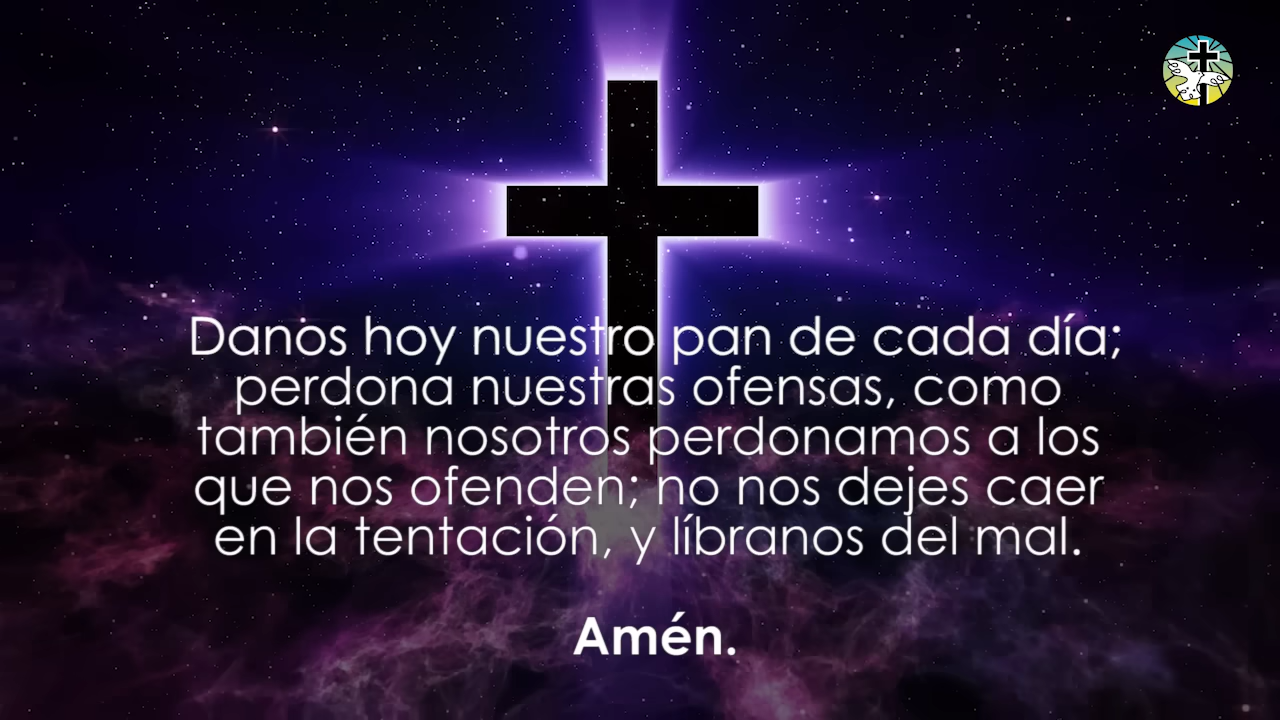 Danos hoy nuestro pan de cada día;
perdona nuestras ofensas, como
también nosotros perdonamos a los
que nos ofenden; no nos dejes caer
en la tentación, y líbranos del mal.
Amén.